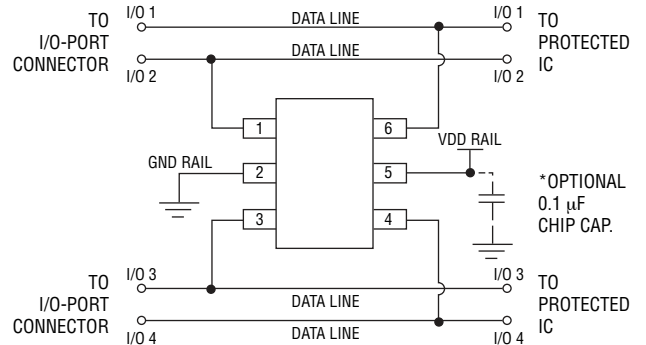 TO
I/O-PORT
CONNECTOR
I/O 1
DATA LINE
I/O 1
TO
PROTECTED
IC
I/O 2
DATA LINE
I/O 2
1
6
GND RAIL
2
5
VDD RAIL
*OPTIONAL
0.1 μF
CHIP CAP.
3
4
TO
I/O-PORT
CONNECTOR
I/O 3
DATA LINE
I/O 3
TO
PROTECTED
IC
I/O 4
DATA LINE
I/O 4